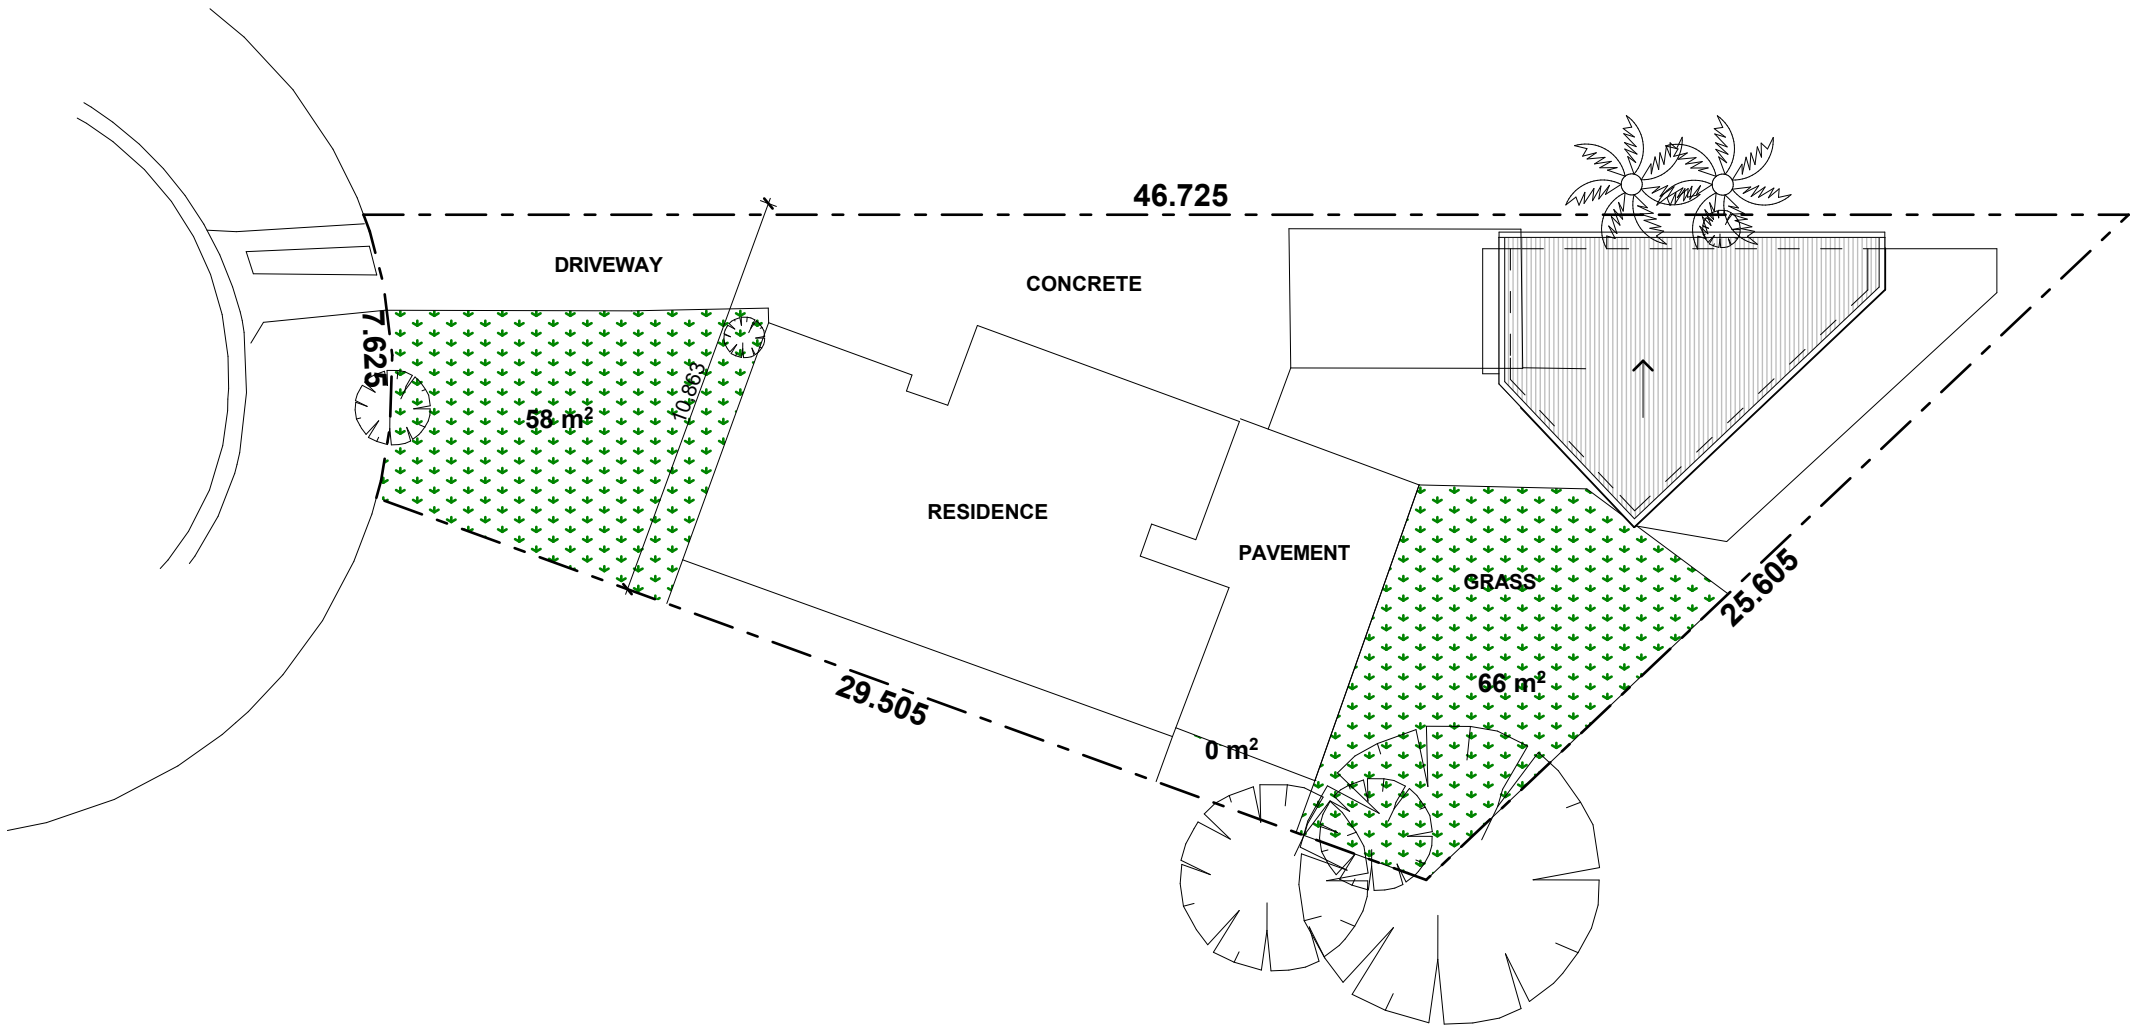 46.725
DRIVEWAY
CONCRETE
7.625
10.863
58 m²
RESIDENCE
PAVEMENT
GRASS
25.605
66 m²
29.505
0 m²